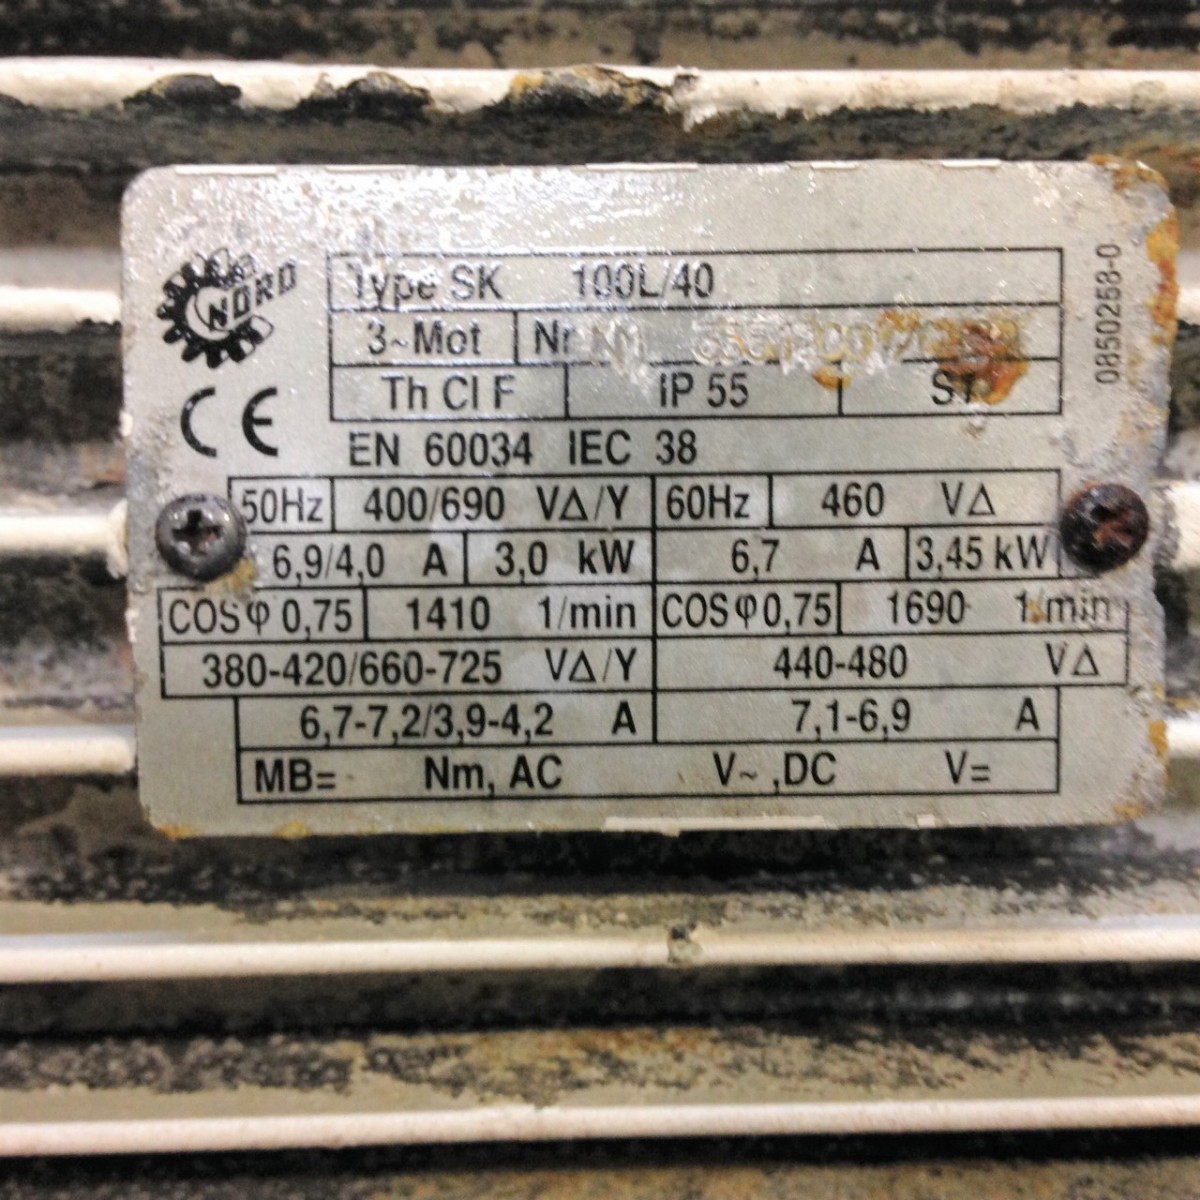 NORD
Type SK 100L/40
3~Mot Nr
Th Cl F IP 55
0850258-0
CE
EN 60034 IEC 38
50Hz 400/690 VΔ/Y 60Hz 460 VΔ
6,9/4,0 A 3,0 kW 6,7 A 3,45 kW
COSφ 0,75 1410 1/min COSφ 0,75 1690 1/min
380-420/660-725 VΔ/Y 440-480 VΔ
6,7-7,2/3,9-4,2 A 7,1-6,9 A
MB= Nm, AC V~ ,DC V=